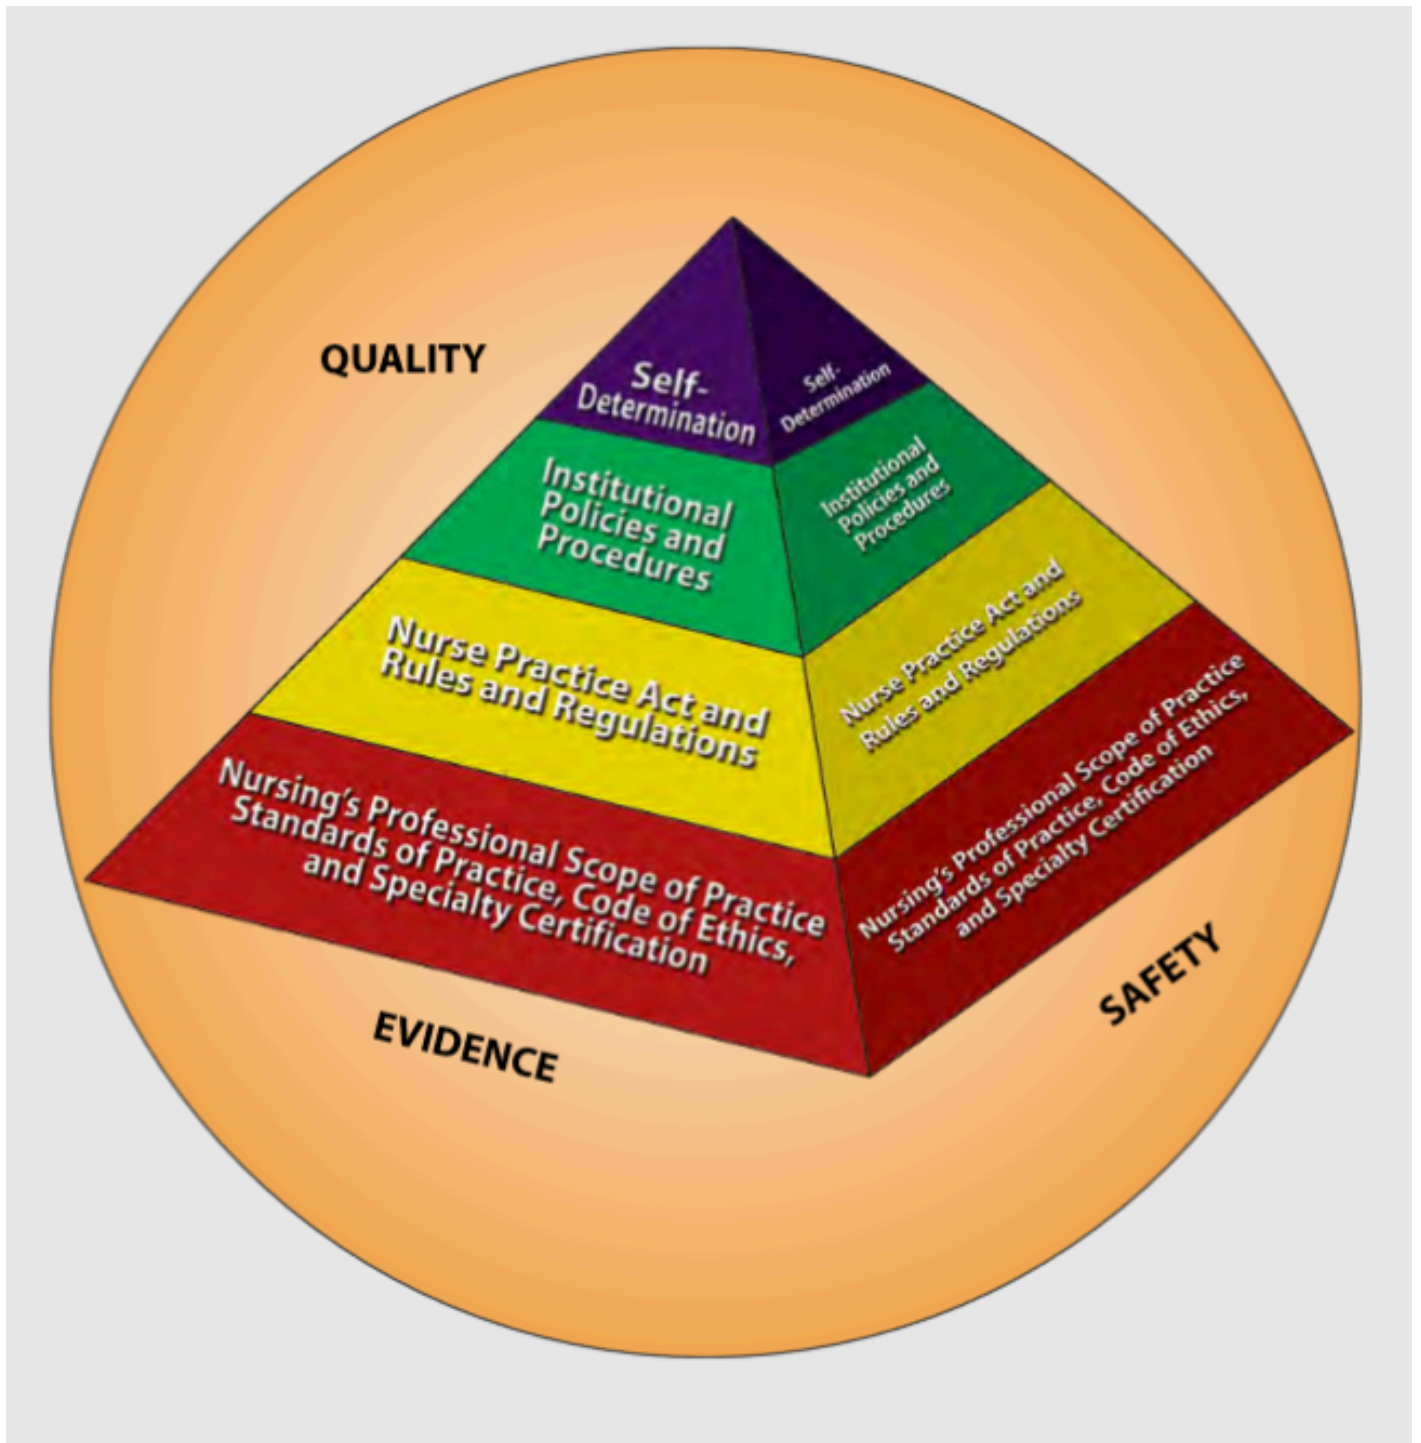 QUALITY
Self-
Determination
Self-
Determination
Institutional
Policies and
Procedures
Institutional
Policies and
Procedures
Nurse Practice Act and
Rules and Regulations
Nurse Practice Act and
Rules and Regulations
Nursing's Professional Scope of Practice
Standards of Practice, Code of Ethics,
and Specialty Certification
Nursing's Professional Scope of Practice
Standards of Practice, Code of Ethics,
and Specialty Certification
EVIDENCE
SAFETY